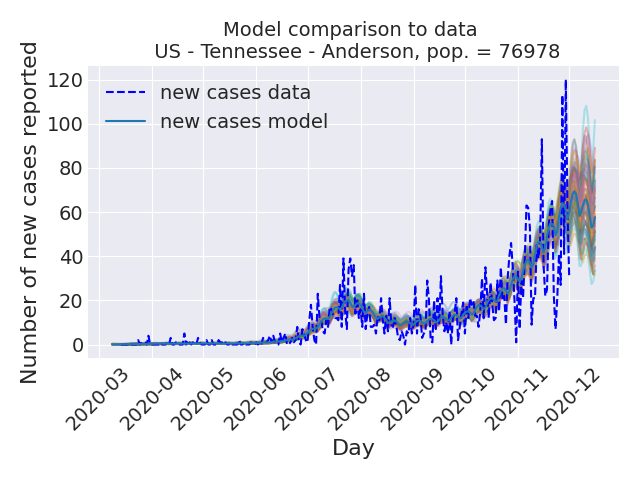 Model comparison to data
US - Tennessee - Anderson, pop. = 76978
Number of new cases reported
120
100
80
60
40
20
0
new cases data
new cases model
2020-03
2020-04
2020-05
2020-06
2020-07
2020-08
2020-09
2020-10
2020-11
2020-12
Day